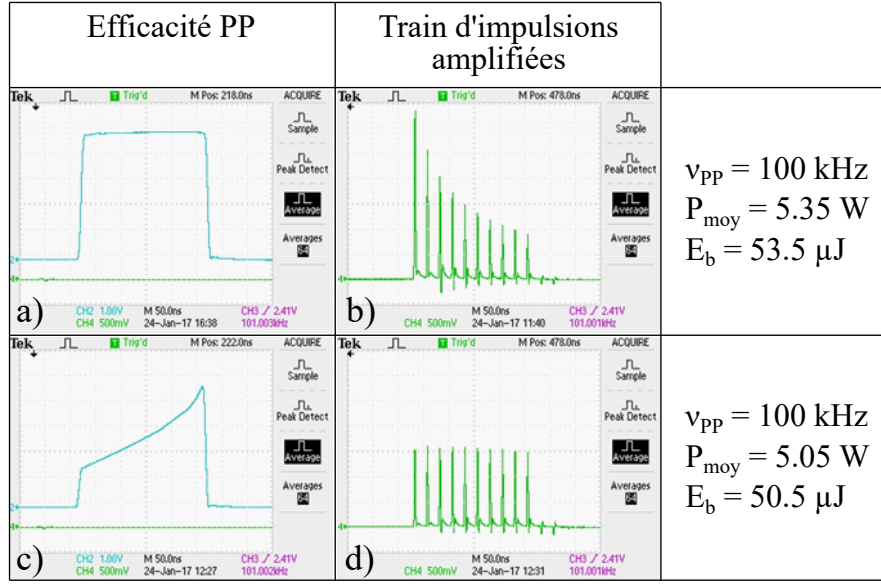 Efficacité PP
Train d'impulsions
amplifiées
Tek
T Trig'd
M Pos: 218.0ns
ACQUIRE
Sample
Peak Detect
Average
Averages
64
2
4
a)
CH2 1.00V
M 50.0ns
CH3 / 2.41V
CH4 500mV
24-Jan-17 16:38
101.003kHz
Tek
T Trig'd
M Pos: 478.0ns
ACQUIRE
Sample
Peak Detect
Average
Averages
64
4
b)
M 50.0ns
CH3 / 2.41V
CH4 500mV
24-Jan-17 11:40
101.001kHz
νPP = 100 kHz
Pmoy = 5.35 W
Eb = 53.5 µJ
Tek
T Trig'd
M Pos: 222.0ns
ACQUIRE
Sample
Peak Detect
Average
Averages
64
2
4
c)
CH2 1.00V
M 50.0ns
CH3 / 2.41V
CH4 500mV
24-Jan-17 12:27
101.002kHz
Tek
T Trig'd
M Pos: 478.0ns
ACQUIRE
Sample
Peak Detect
Average
Averages
64
4
d)
M 50.0ns
CH3 / 2.41V
CH4 500mV
24-Jan-17 12:31
101.001kHz
νPP = 100 kHz
Pmoy = 5.05 W
Eb = 50.5 µJ